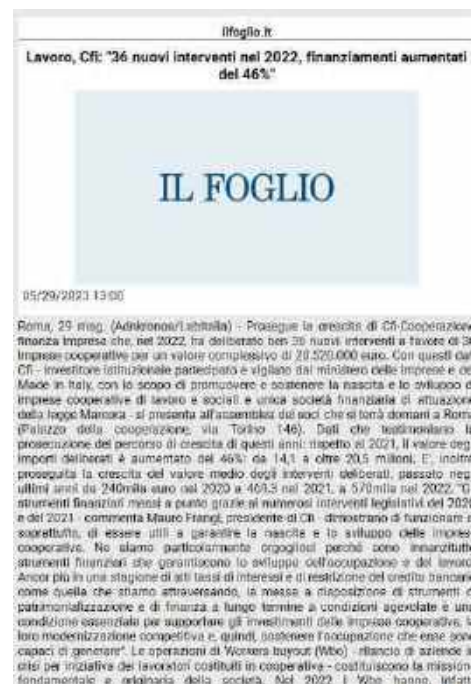 ilfoglio.it
Lavoro, Cfi: "36 nuovi interventi nel 2022, finanziamenti aumentati
del 46%"
IL FOGLIO
05/29/2023 13:00
Roma, 29 mag. (Adnkronos/Labitalia) - Prosegue la crescita di Cfi-Cooperazione
finanza impresa che, nel 2022, ha deliberato ben 36 nuovi interventi a favore di
imprese cooperative per un valore complessivo di 20.520.000 euro. Con questi dati
Cfi - investitore istituzionale partecipato e vigilato dal ministero delle imprese e del
Made in Italy, con lo scopo di promuovere e sostenere la nascita e lo sviluppo di
imprese cooperative di lavoro e sociali e unica società finanziaria di attuazione
della legge Marcora - si presenta all'assemblea dei soci che si terrà domani a Roma
(Palazzo della cooperazione, via Torino 146). Dati che testimoniano la
prosecuzione del percorso di crescita di questi anni: rispetto al 2021, il valore degli
importi deliberati è aumentato del 46%: da 14,1 a oltre 20,5 milioni. E', inoltre
proseguita la crescita del valore medio degli interventi deliberati, passato negli
ultimi anni da 240mila euro nel 2020 a nel 2021, a 570mila nel 2022. "Gli
strumenti finanziari messi a punto grazie ai numerosi interventi legislativi del 2020
e del 2021 - commenta Mauro Frangi, presidente di Cfi - dimostrano di funzionare e
soprattutto, di essere utili a garantire la nascita e lo sviluppo delle imprese
cooperative. Ne siamo particolarmente orgogliosi perché sono innanzitutto
strumenti finanziari che garantiscono lo sviluppo dell'occupazione e del lavoro.
Ancor più in una stagione di alti tassi di interessi e di restrizione del credito bancario
come quella che stiamo attraversando, la messa a disposizione di strumenti di
patrimonializzazione e di finanza a lungo termine a condizioni agevolate è una
condizione essenziale per supportare gli investimenti delle imprese cooperative, la
loro modernizzazione competitiva e, quindi, sostenere l'occupazione che esse sono
capaci di generare". Le operazioni di Workers buyout (Wbo) - rilancio di aziende in
crisi per iniziativa dei lavoratori costituiti in cooperativa - costituiscono la missione
fondamentale e originaria della società. Nel 2022 i Wbo hanno, infatti,